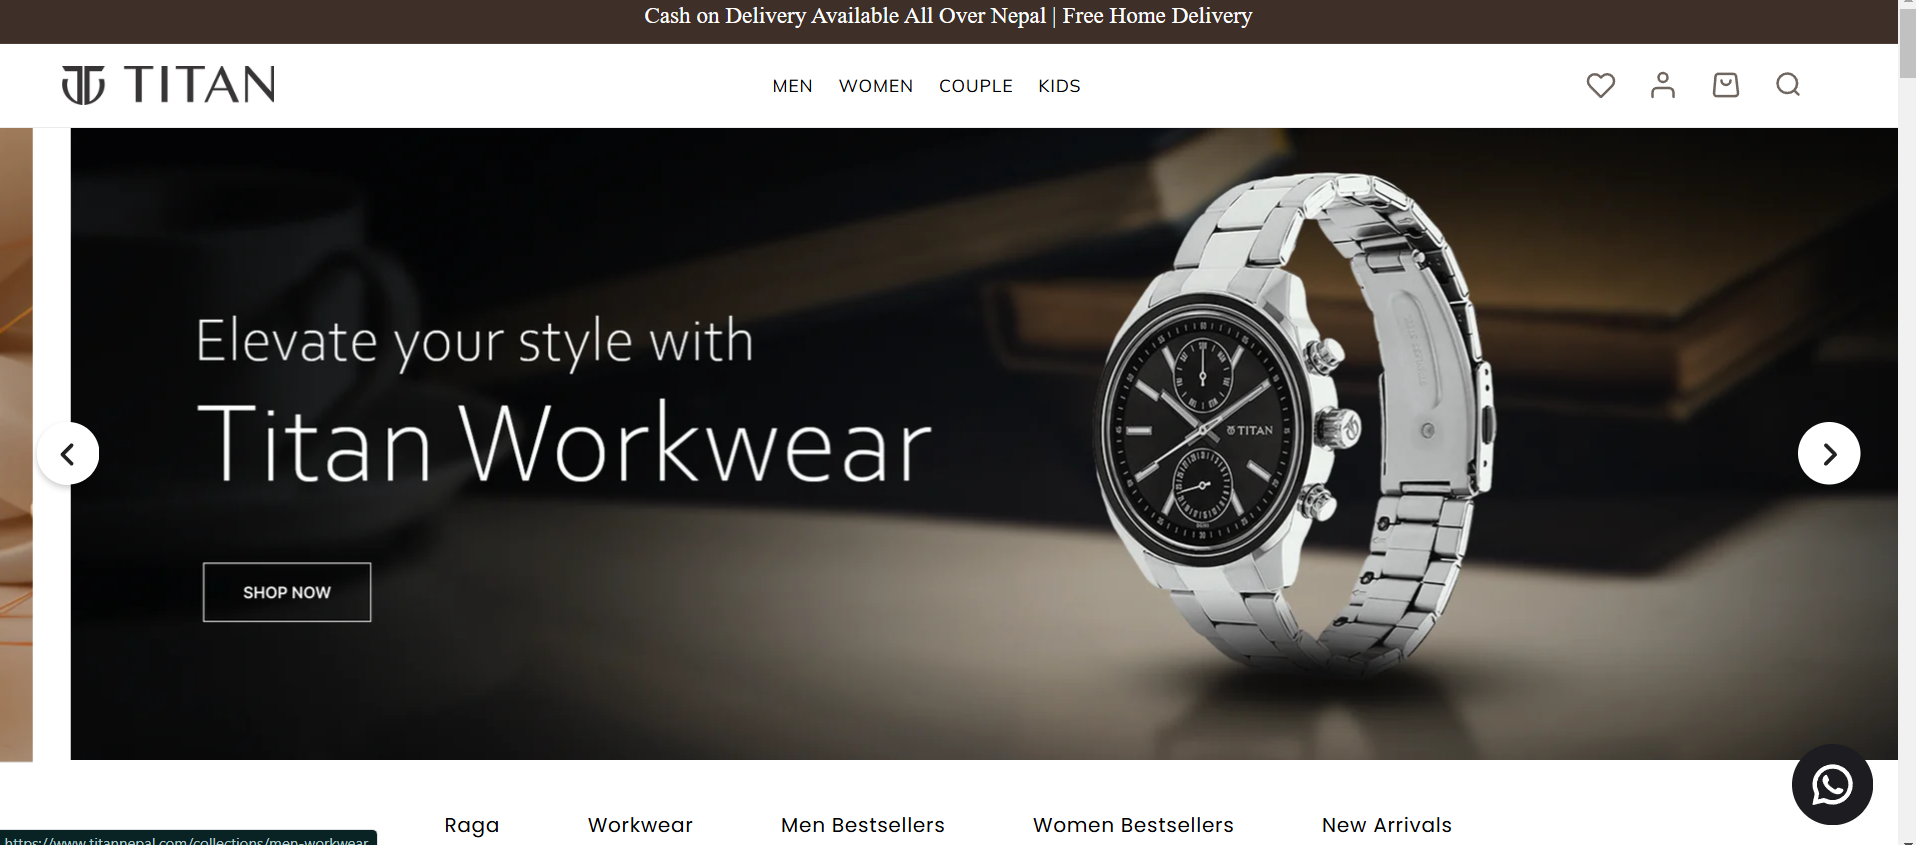 Cash on Delivery Available All Over Nepal | Free Home Delivery
TITAN
MEN WOMEN COUPLE KIDS
Elevate your style with
Titan Workwear
SHOP NOW
TITAN
Raga Workwear Men Bestsellers Women Bestsellers New Arrivals
https://www.titannepal.com/collections/men-workwear